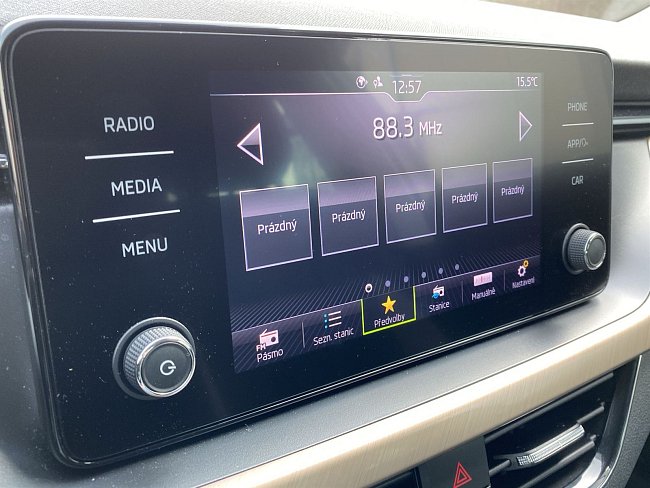 12:57
15.5°C
88.3 MHz
RADIO
MEDIA
MENU
PHONE
APP/
CAR
Prázdný
Prázdný
Prázdný
Prázdný
Prázdný
FM
Pásmo
Sezn. stanic
Předvolby
Stanice
Manuálně
Nastavení